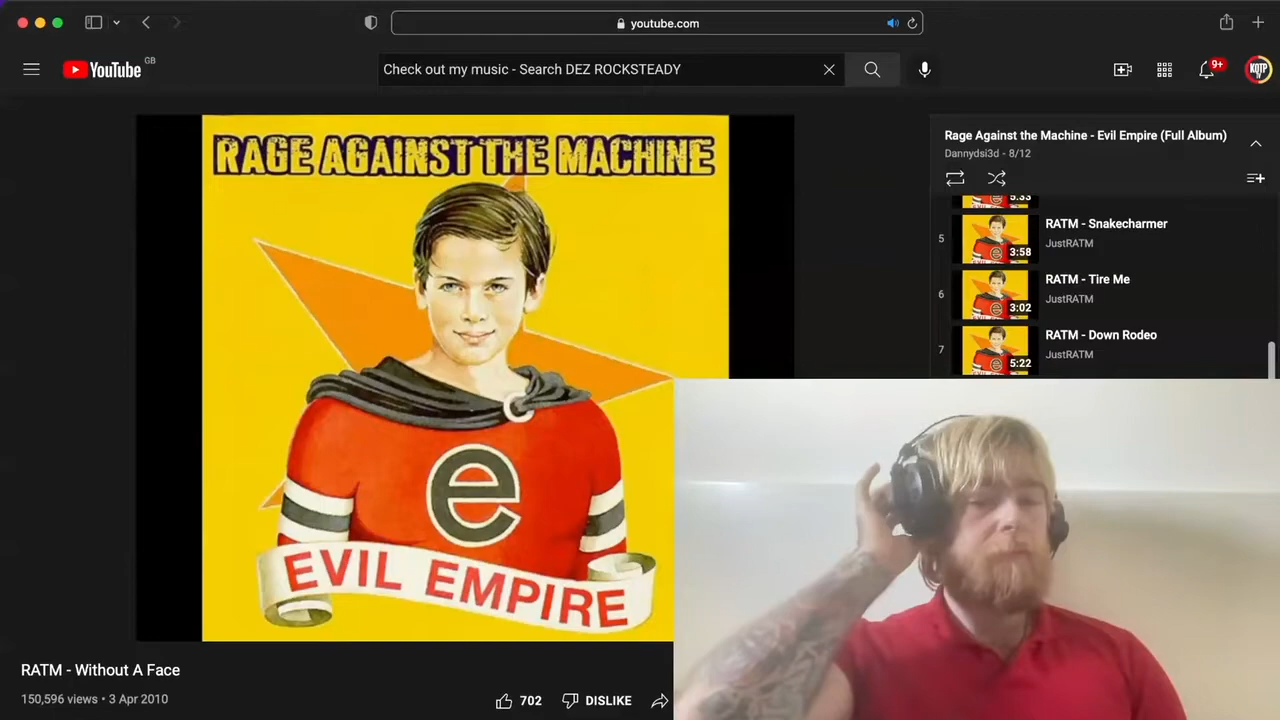 youtube.com
YouTube GB
Check out my music - Search DEZ ROCKSTEADY
9+
KOTP
RAGE AGAINST THE MACHINE
e
EVIL EMPIRE
RATM - Without A Face
150,596 views • 3 Apr 2010
702
DISLIKE
Rage Against the Machine - Evil Empire (Full Album)
Dannydsi3d - 8/12
5:33
5
RATM - Snakecharmer
JustRATM
3:58
6
RATM - Tire Me
JustRATM
3:02
7
RATM - Down Rodeo
JustRATM
5:22